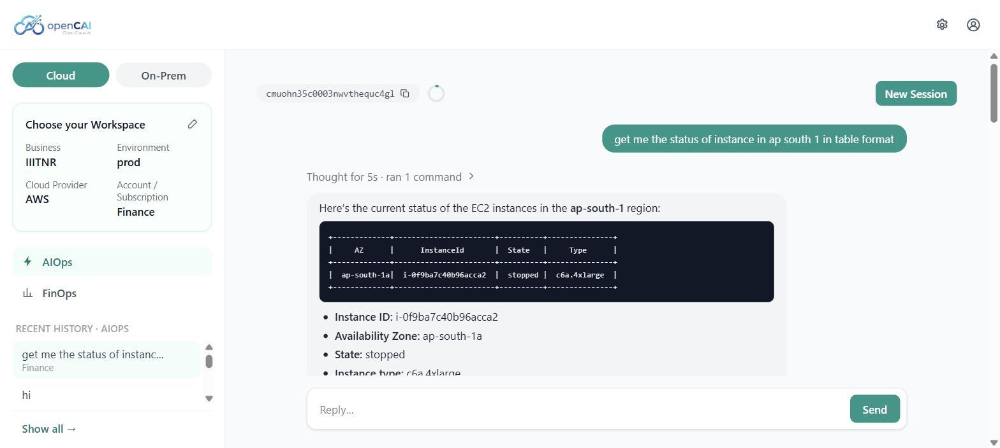 openCAI
Open Cloud AI
Cloud
On-Prem
Choose your Workspace
Business
IIITNR
Environment
prod
Cloud Provider
AWS
Account /
Subscription
Finance
AIOps
FinOps
RECENT HISTORY · AIOPS
get me the status of instanc...
Finance
hi
Show all →
cmuohn35c0003nwvthequc4gl
New Session
get me the status of instance in ap south 1 in table format
Thought for 5s · ran 1 command
Here's the current status of the EC2 instances in the ap-south-1 region:
+-------------+-----------------------+----------+--------------+
|     AZ      |      InstanceId       |  State   |     Type     |
+-------------+-----------------------+----------+--------------+
|  ap-south-1a|  i-0f9ba7c40b96acca2  |  stopped |  c6a.4xlarge  |
+-------------+-----------------------+----------+--------------+
• Instance ID: i-0f9ba7c40b96acca2
• Availability Zone: ap-south-1a
• State: stopped
• Instance type: c6a.4xlarge
Reply...
Send